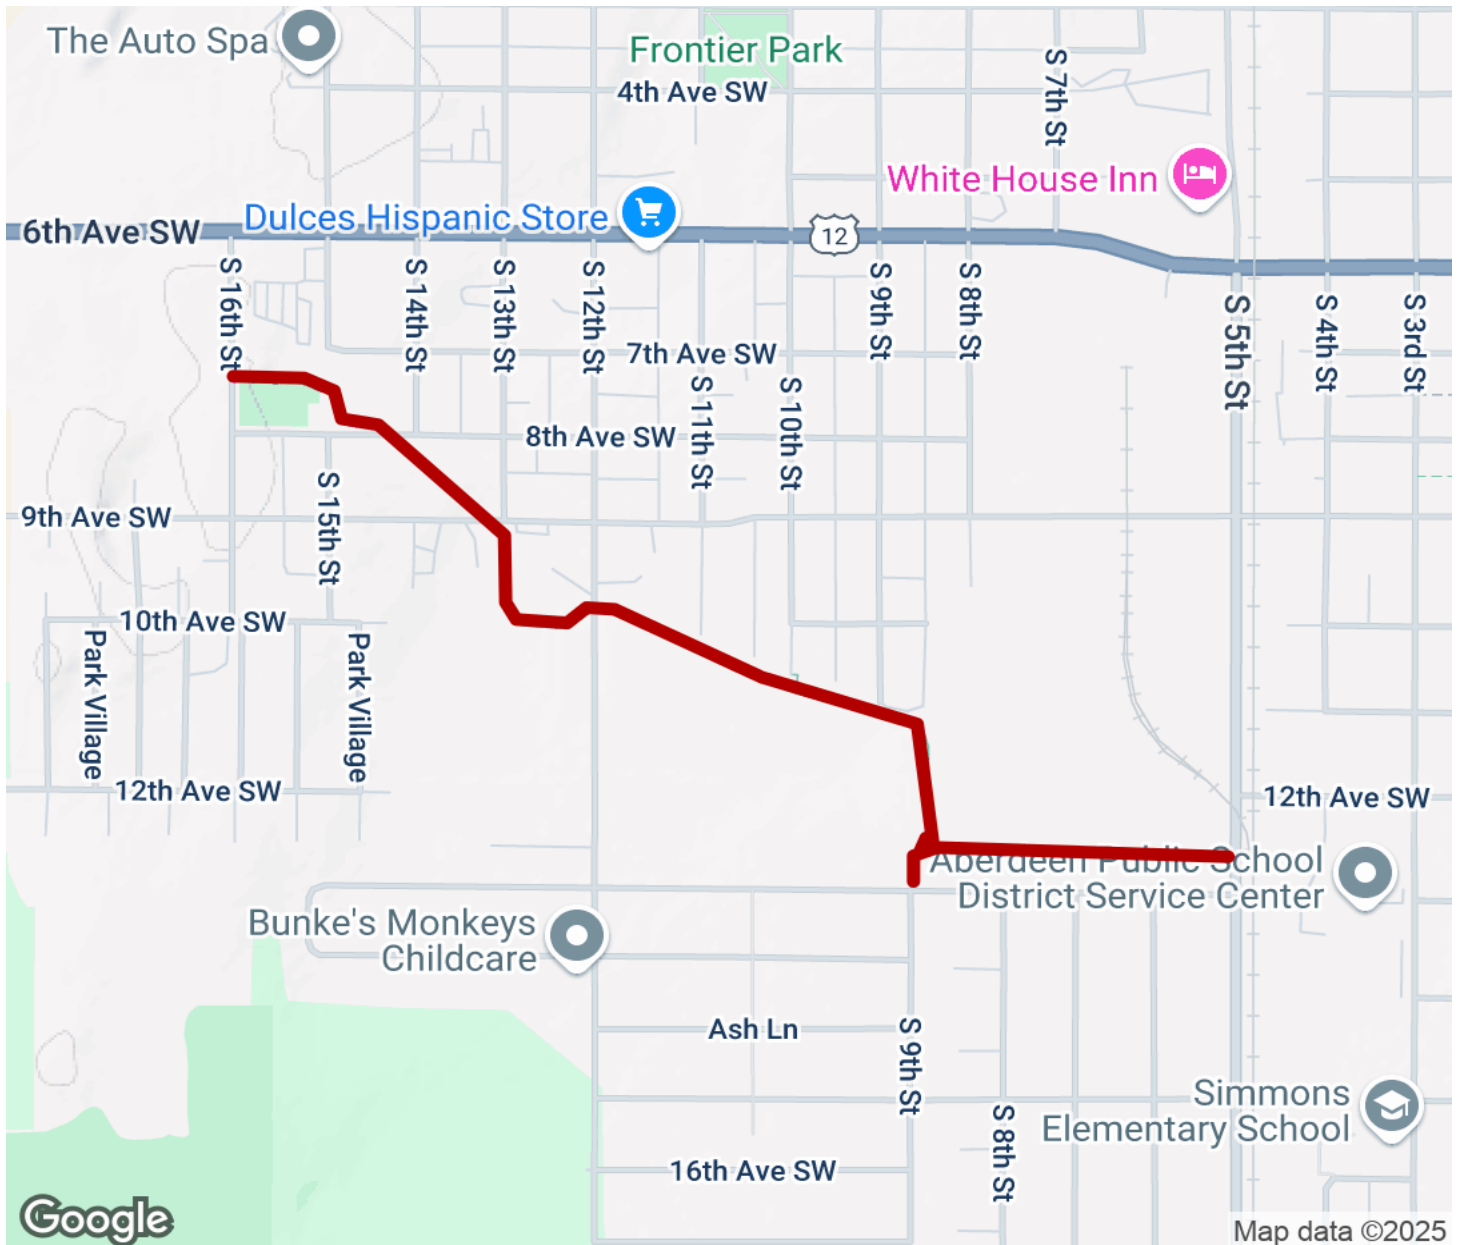 The Auto Spa
Frontier Park
4th Ave SW
S 7th St
White House Inn
Dulces Hispanic Store
6th Ave SW
12
S 16th St
S 14th St
S 13th St
S 12th St
S 9th St
S 8th St
S 5th St
S 4th St
S 3rd St
7th Ave SW
S 11th St
S 10th St
8th Ave SW
S 15th St
9th Ave SW
10th Ave SW
Park Village
Park Village
12th Ave SW
12th Ave SW
Aberdeen Public School
District Service Center
Bunke's Monkeys
Childcare
Ash Ln
S 9th St
Simmons
Elementary School
S 8th St
16th Ave SW
Google
Map data ©2025